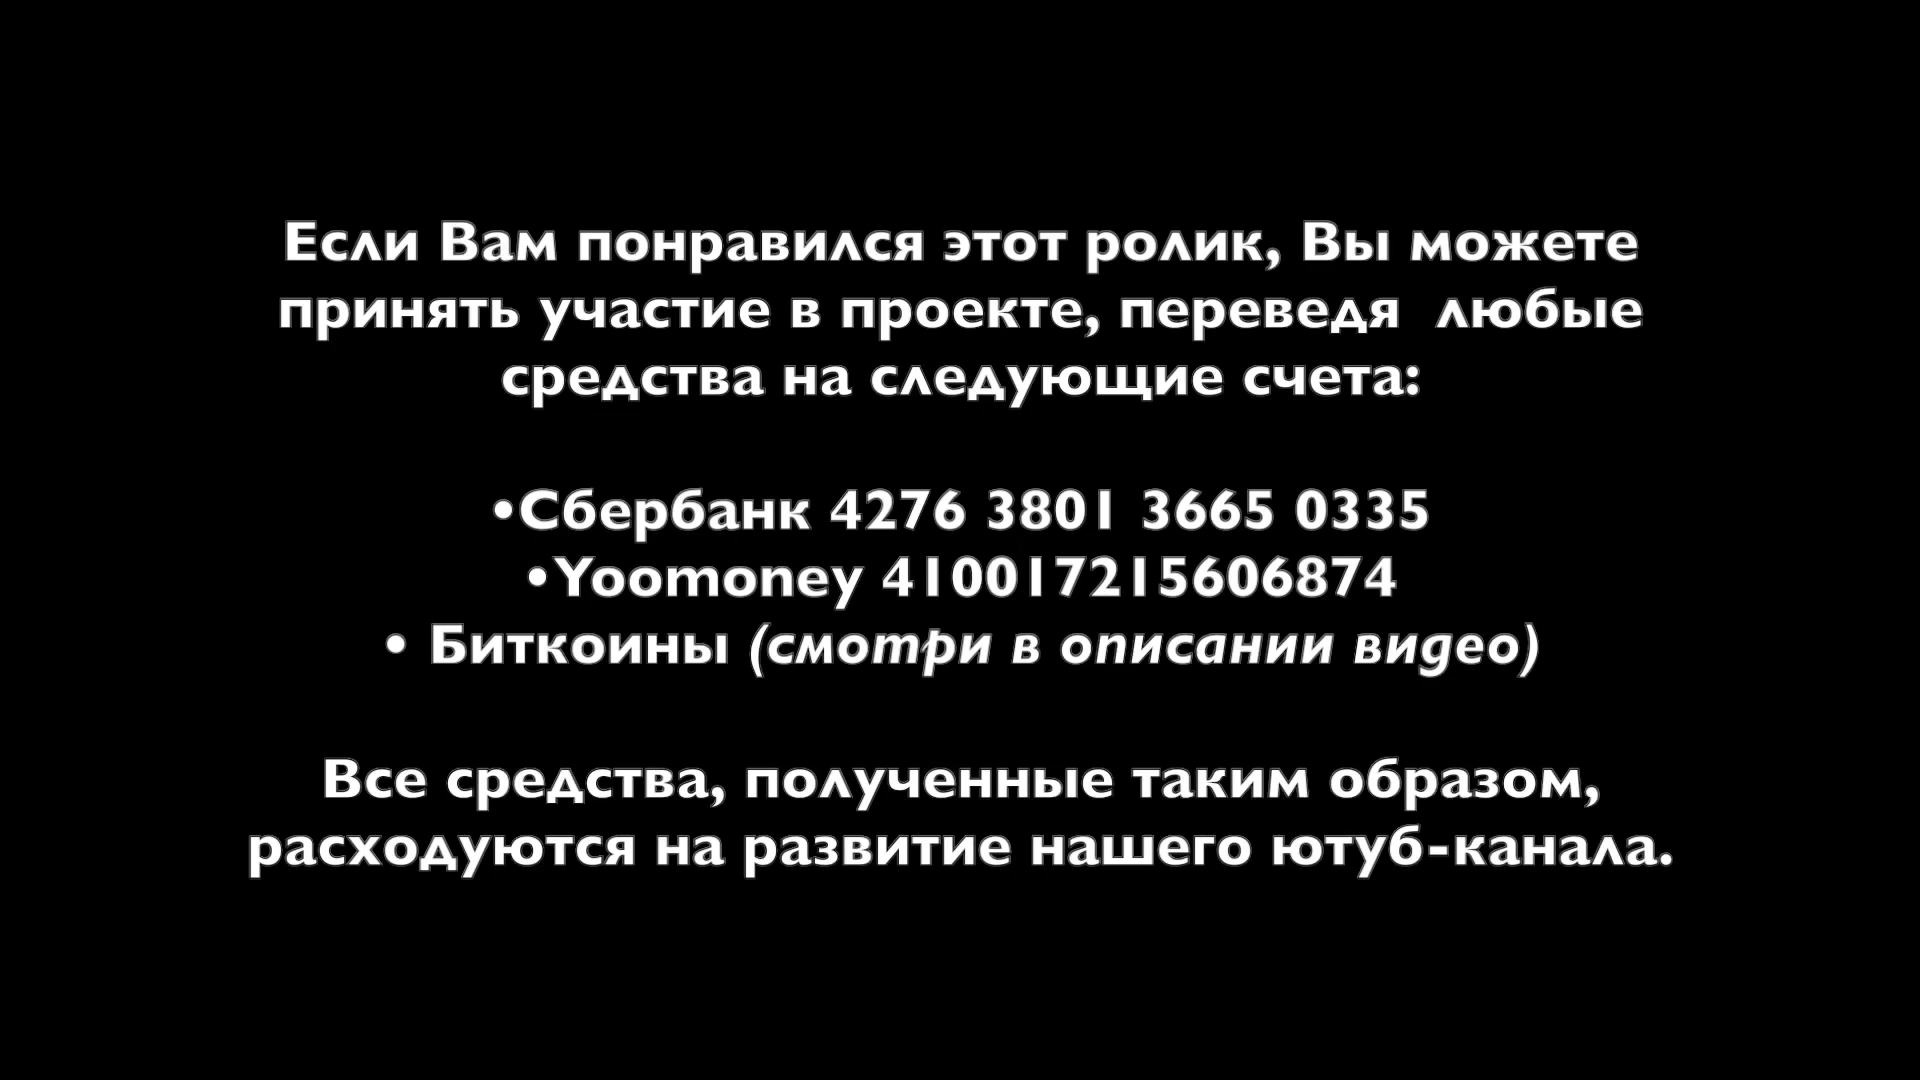 Если Вам понравился этот ролик, Вы можете
принять участие в проекте, переведя  любые
средства на следующие счета:
•Сбербанк 4276 3801 3665 0335
•Yoomoney 410017215606874
• Биткоины (смотри в описании видео)
Все средства, полученные таким образом,
расходуются на развитие нашего ютуб-канала.